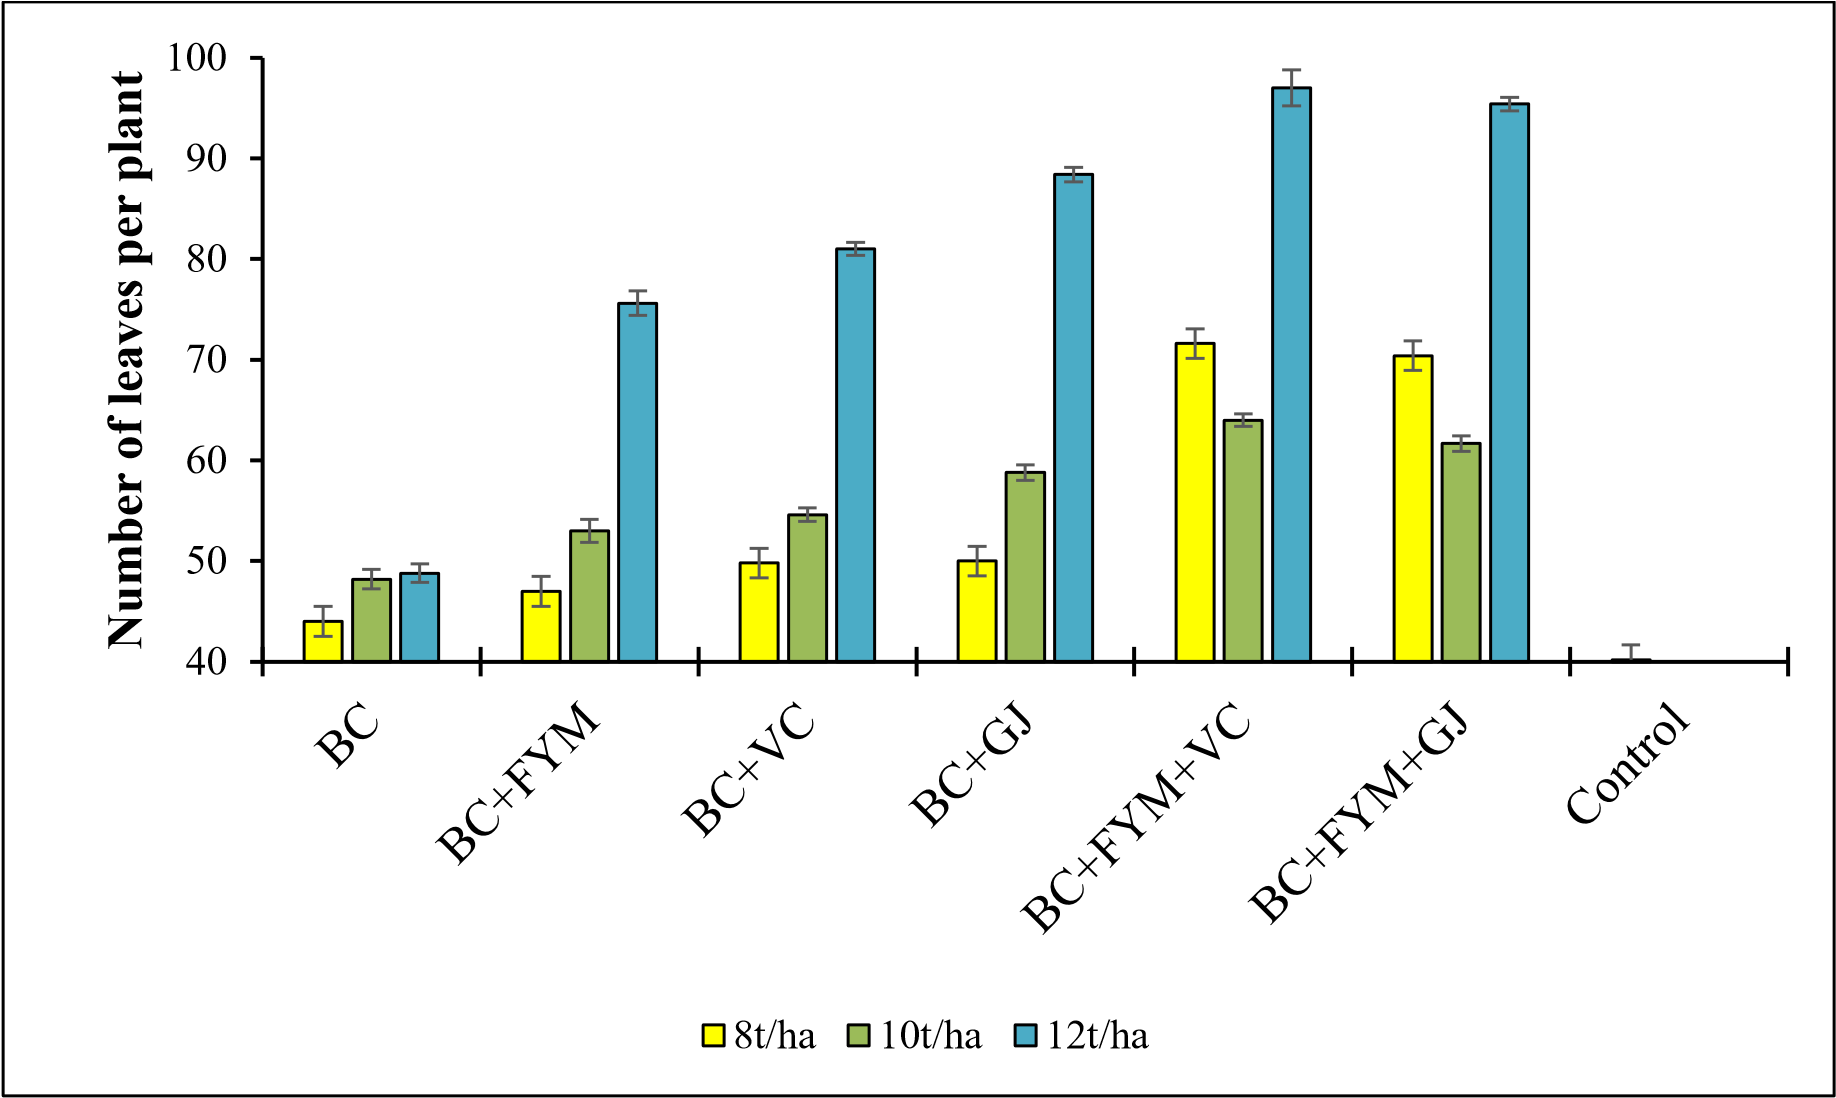 Number of leaves per plant
100
90
80
70
60
50
40
BC
BC+FYM
BC+VC
BC+GJ
BC+FYM+VC
BC+FYM+GJ
Control
8t/ha 10t/ha 12t/ha